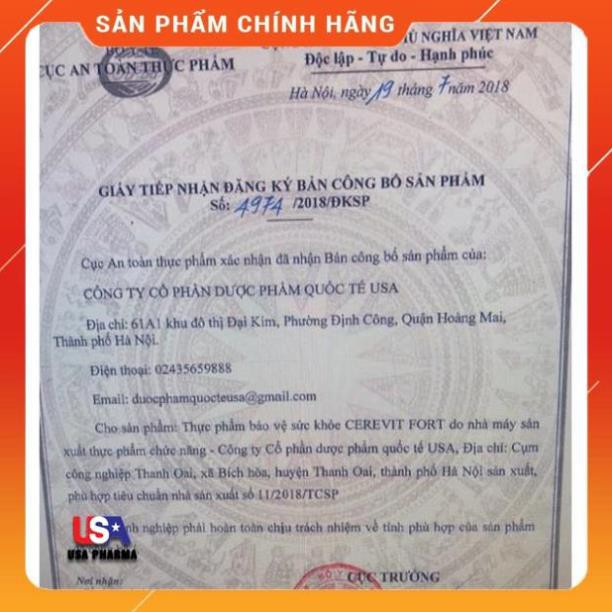 SẢN PHẨM CHÍNH HÃNG
NGHĨA VIỆT NAM
CỤC AN TOÀN THỰC PHẨM
Độc lập - Tự do - Hạnh phúc
Hà Nội, ngày 19 tháng 7 năm 2018
GIẤY TIẾP NHẬN ĐĂNG KÝ BẢN CÔNG BỐ SẢN PHẨM
Số: 4974 /2018/ĐKSP
Cục An toàn thực phẩm xác nhận đã nhận Bản công bố sản phẩm của:
CÔNG TY CỔ PHẦN DƯỢC PHẨM QUỐC TẾ USA
Địa chỉ: 61A1 khu đô thị Đại Kim, Phường Định Công, Quận Hoàng Mai,
Thành phố Hà Nội.
Điện thoại: 02435659888
Email: duocphamquocteusa@gmail.com
Cho sản phẩm: Thực phẩm bảo vệ sức khỏe CEREVIT FORT do nhà máy sản
xuất thực phẩm chức năng - Công ty Cổ phần dược phẩm quốc tế USA, Địa chỉ: Cụm
công nghiệp Thanh Oai, xã Bích hòa, huyện Thanh Oai, thành phố Hà Nội sản xuất,
phù hợp tiêu chuẩn nhà sản xuất số 11/2018/TCSP
nh nghiệp phải hoàn toàn chịu trách nhiệm về tính phù hợp của sản phẩm
USA
USA PHARMA
Nơi nhận:
CỤC TRƯỞNG